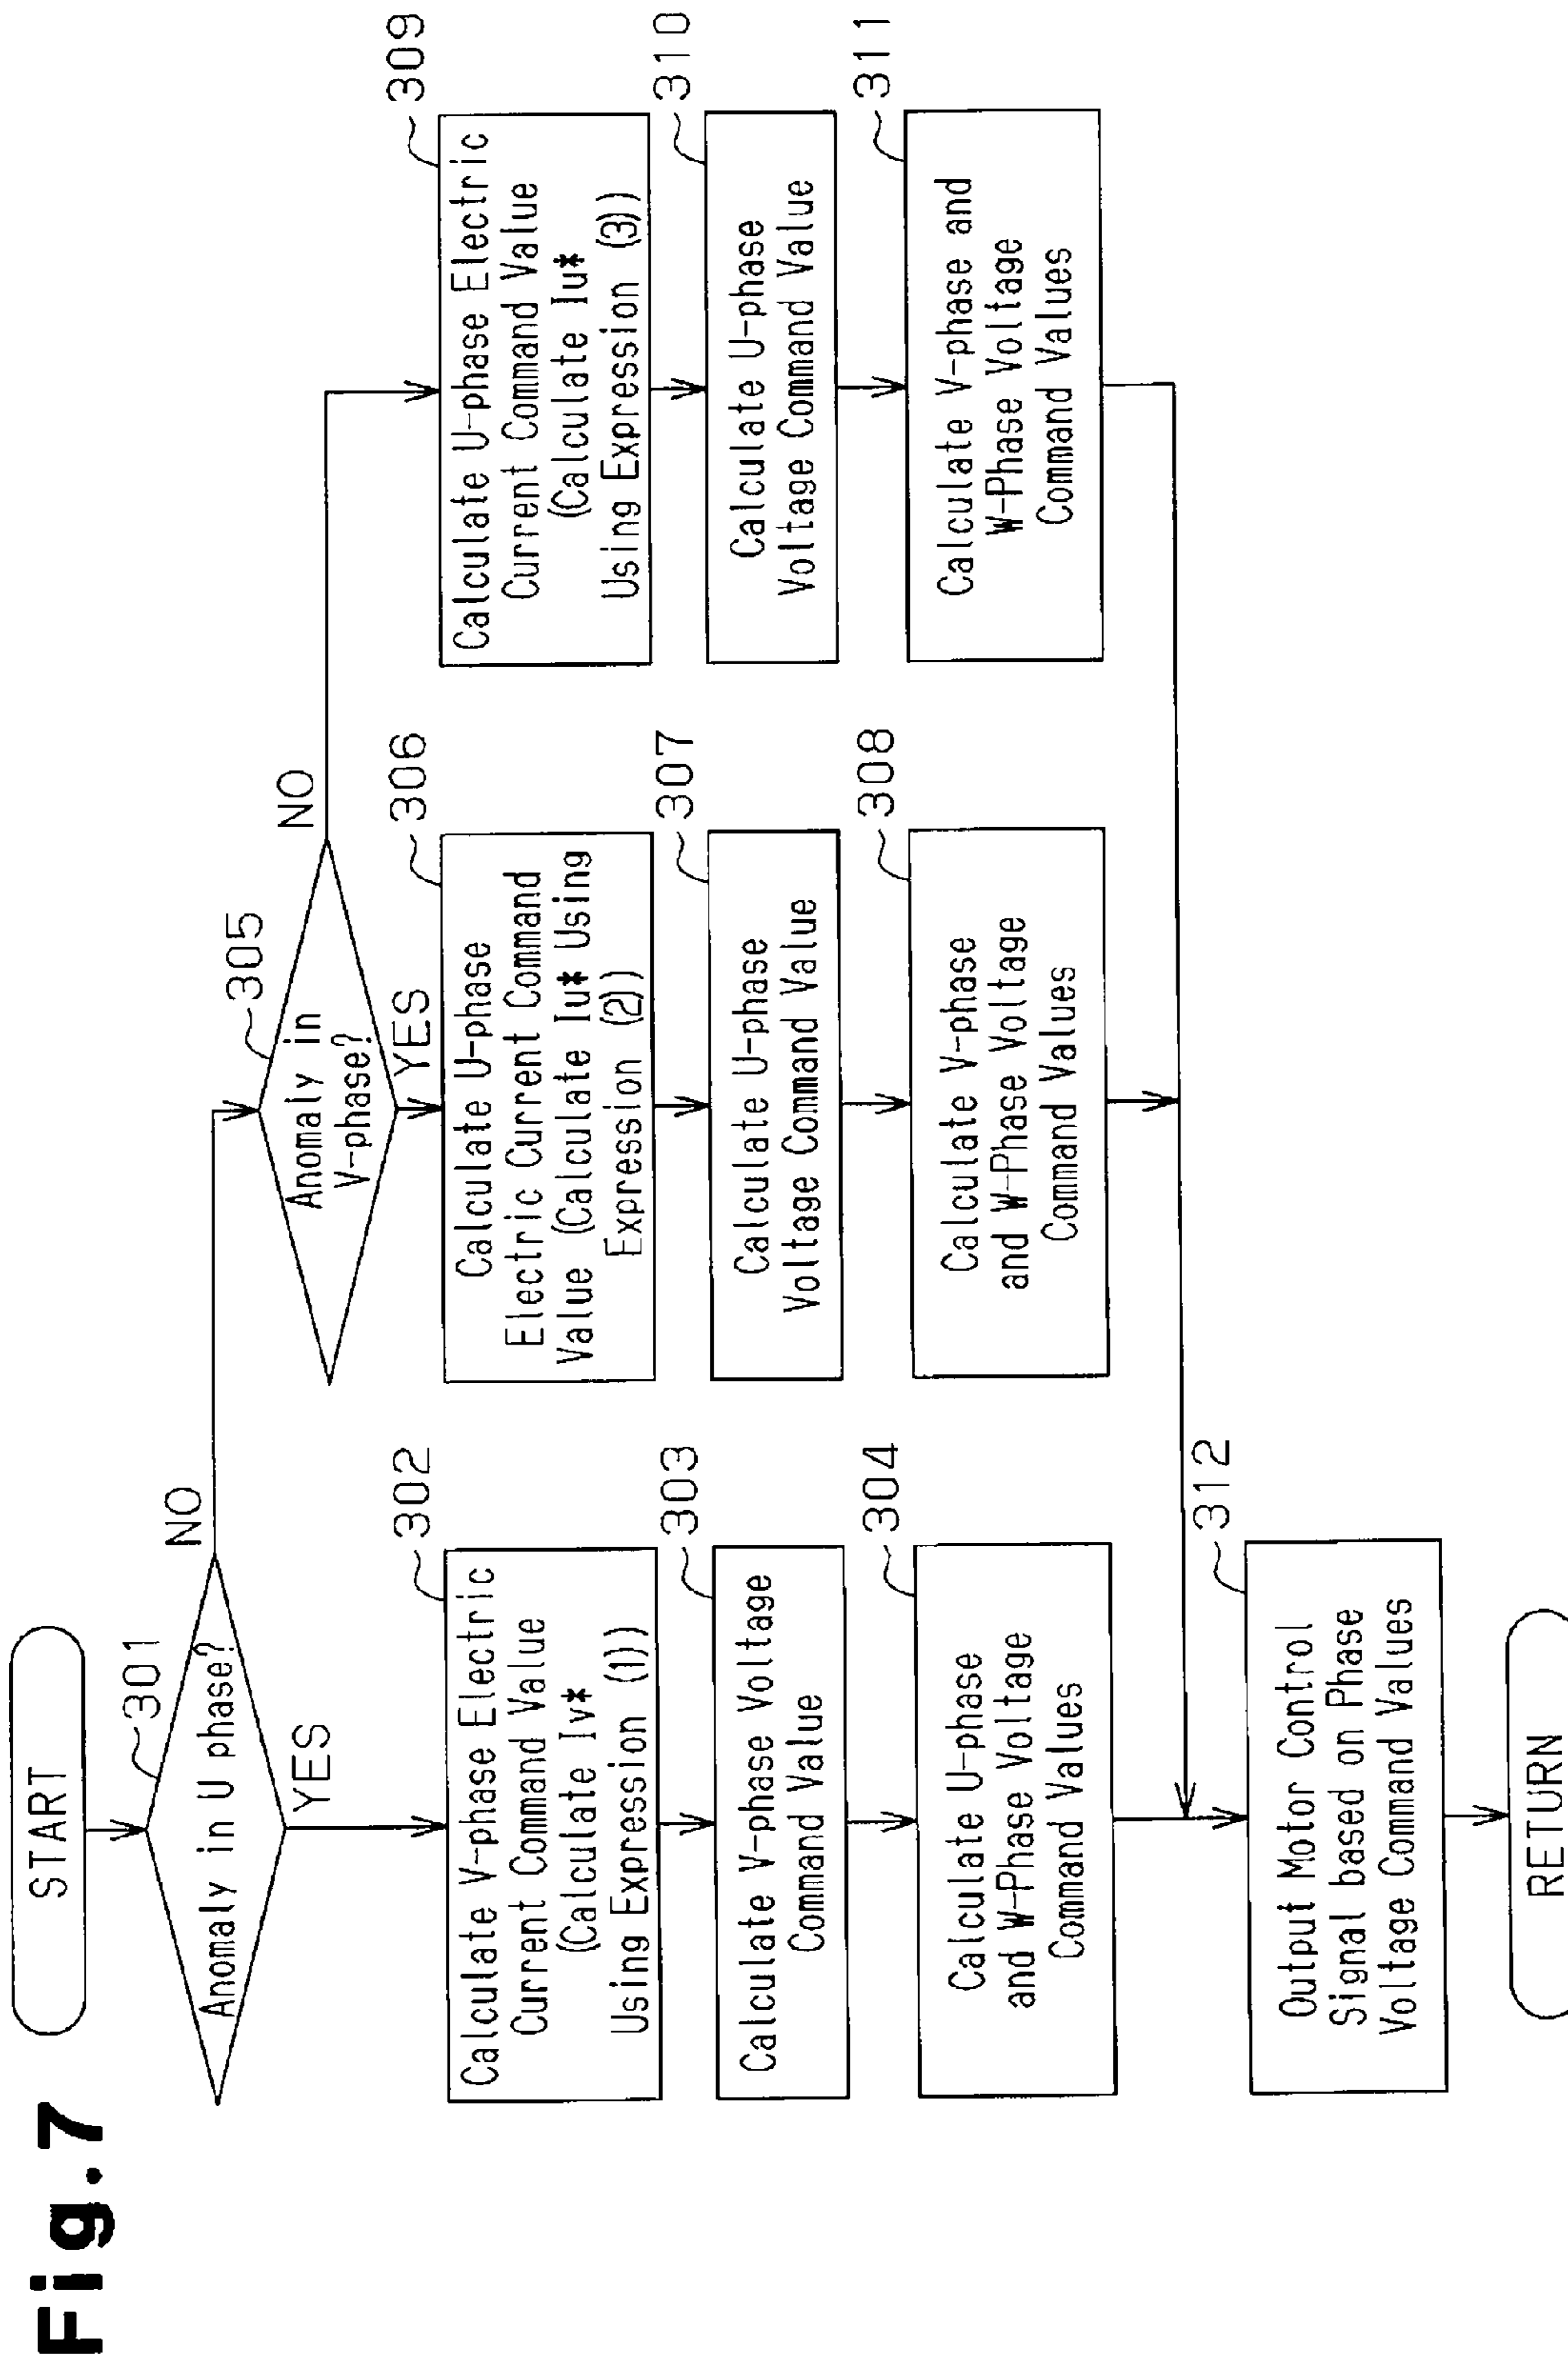 Fig.7
START
301
Anomaly in U phase?
NO
YES
302
Calculate V-phase Electric
Current Command Value
(Calculate Iv*
Using Expression (1))
303
Calculate V-phase Voltage
Command Value
304
Calculate U-phase
and W-Phase Voltage
Command Values
305
Anomaly in
V-phase?
NO
YES
306
Calculate U-phase
Electric Current Command
Value (Calculate Iu* Using
Expression (2))
307
Calculate U-phase
Voltage Command Value
308
Calculate V-phase
and W-Phase Voltage
Command Values
309
Calculate U-phase Electric
Current Command Value
(Calculate Iu*
Using Expression (3))
310
Calculate U-phase
Voltage Command Value
311
Calculate V-phase and
W-Phase Voltage
Command Values
312
Output Motor Control
Signal based on Phase
Voltage Command Values
RETURN